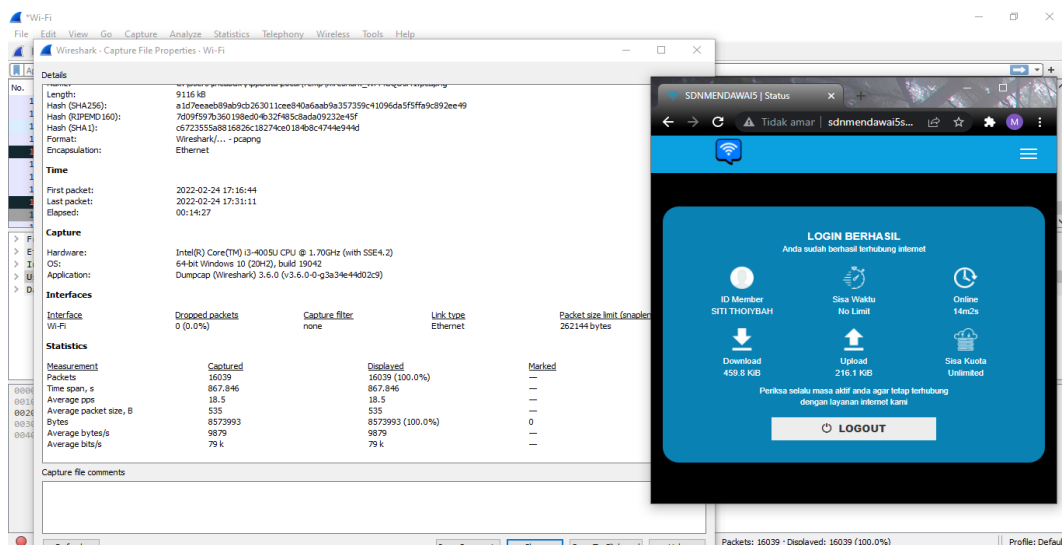 *Wi-Fi
File Edit View Go Capture Analyze Statistics Telephony Wireless Tools Help
Wireshark · Capture File Properties · Wi-Fi
Details
No.
Length: 9116 kB
Hash (SHA256): a1d7eeaeb89ab9cb263011cee840a6aab9a357359c41096da5f5ffa9c892ee49
Hash (RIPEMD160): 7d09f597b360198ed04b32f485c8ada09232e45f
Hash (SHA1): c6723555a8816826c18274ce0184b8c4744e944d
Format: Wireshark/... - pcapng
Encapsulation: Ethernet
Time
First packet: 2022-02-24 17:16:44
Last packet: 2022-02-24 17:31:11
Elapsed: 00:14:27
Capture
Hardware: Intel(R) Core(TM) i3-4005U CPU @ 1.70GHz (with SSE4.2)
OS: 64-bit Windows 10 (20H2), build 19042
Application: Dumpcap (Wireshark) 3.6.0 (v3.6.0-0-g3a34e44d02c9)
Interfaces
Interface Dropped packets Capture filter Link type Packet size limit (snaplen
Wi-Fi 0 (0.0%) none Ethernet 262144 bytes
Statistics
Measurement Captured Displayed Marked
Packets 16039 16039 (100.0%) —
Time span, s 867.846 867.846 —
Average pps 18.5 18.5 —
Average packet size, B 535 535 —
Bytes 8573993 8573993 (100.0%) 0
Average bytes/s 9879 9879 —
Average bits/s 79 k 79 k —
Capture file comments
SDNMENDAWAI5 | Status
Tidak aman | sdnmendawai5s... M
LOGIN BERHASIL
Anda sudah berhasil terhubung internet
ID Member Sisa Waktu Online
SITI THOIYBAH No Limit 14m2s
Download Upload Sisa Kuota
459.8 KiB 216.1 KiB Unlimited
Periksa selalu masa aktif anda agar tetap terhubung
dengan layanan internet kami
LOGOUT
Packets: 16039 · Displayed: 16039 (100.0%) Profile: Defau